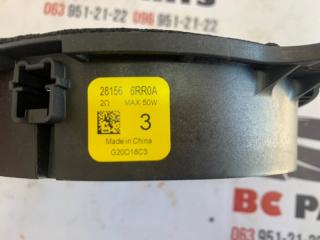 063 951-21-22
096 951-21-22
28156 6RR0A
2Ω MAX 50W
3
Made in China
G20D18C3
BC
063 951-21-2